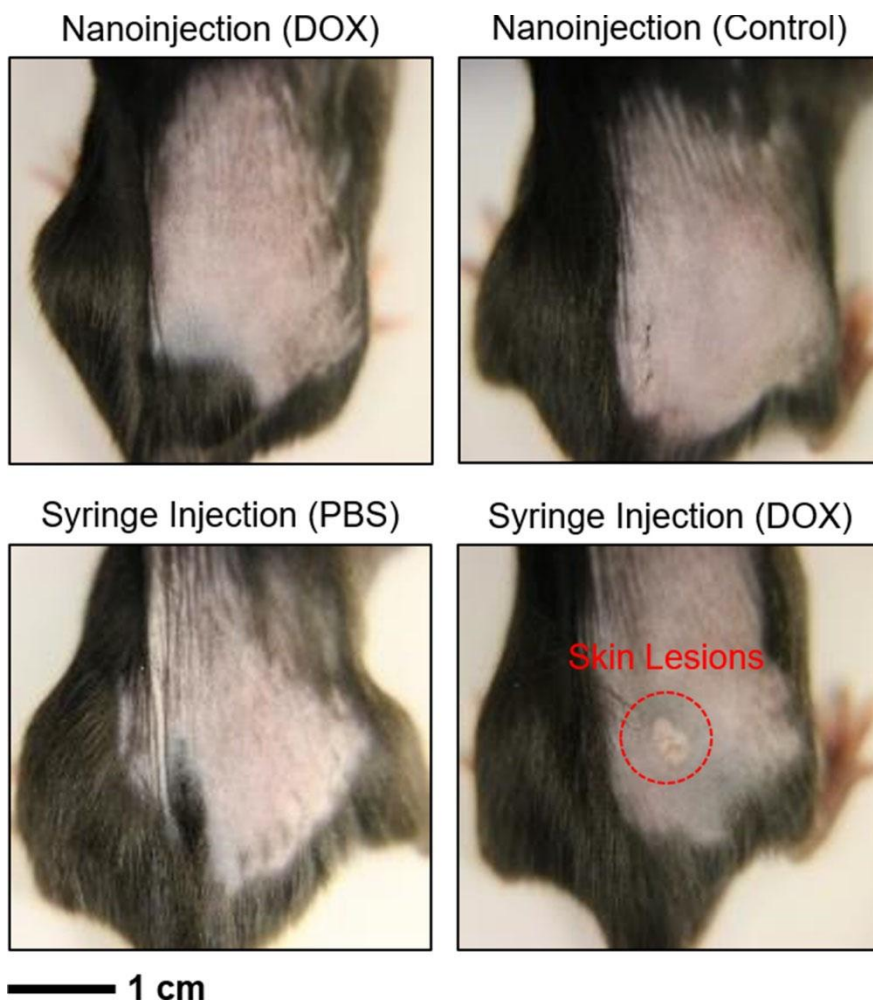 Nanoinjection (DOX)
Nanoinjection (Control)
Syringe Injection (PBS)
Syringe Injection (DOX)
Skin Lesions
1 cm